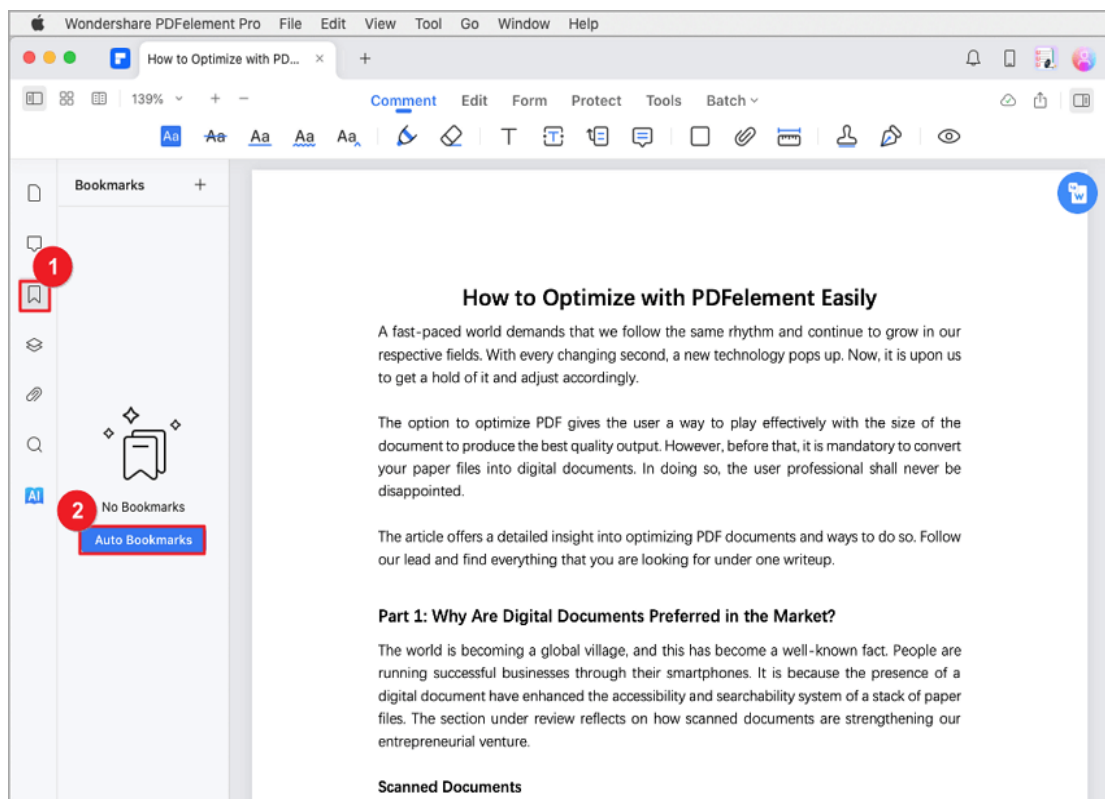 Wondershare PDFelement Pro File Edit View Tool Go Window Help
How to Optimize with PD...
139%
Comment Edit Form Protect Tools Batch
Aa Aa Aa Aa Aa T T
Bookmarks
1
AI
2 No Bookmarks
Auto Bookmarks
W
How to Optimize with PDFelement Easily
A fast-paced world demands that we follow the same rhythm and continue to grow in our
respective fields. With every changing second, a new technology pops up. Now, it is upon us
to get a hold of it and adjust accordingly.
The option to optimize PDF gives the user a way to play effectively with the size of the
document to produce the best quality output. However, before that, it is mandatory to convert
your paper files into digital documents. In doing so, the user professional shall never be
disappointed.
The article offers a detailed insight into optimizing PDF documents and ways to do so. Follow
our lead and find everything that you are looking for under one writeup.
Part 1: Why Are Digital Documents Preferred in the Market?
The world is becoming a global village, and this has become a well-known fact. People are
running successful businesses through their smartphones. It is because the presence of a
digital document have enhanced the accessibility and searchability system of a stack of paper
files. The section under review reflects on how scanned documents are strengthening our
entrepreneurial venture.
Scanned Documents